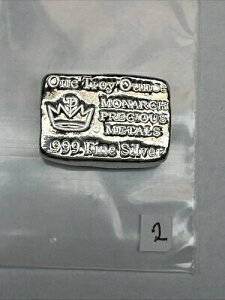 One Troy Ounce
MONARCH
PRECIOUS
METALS
.999 Fine Silver
2